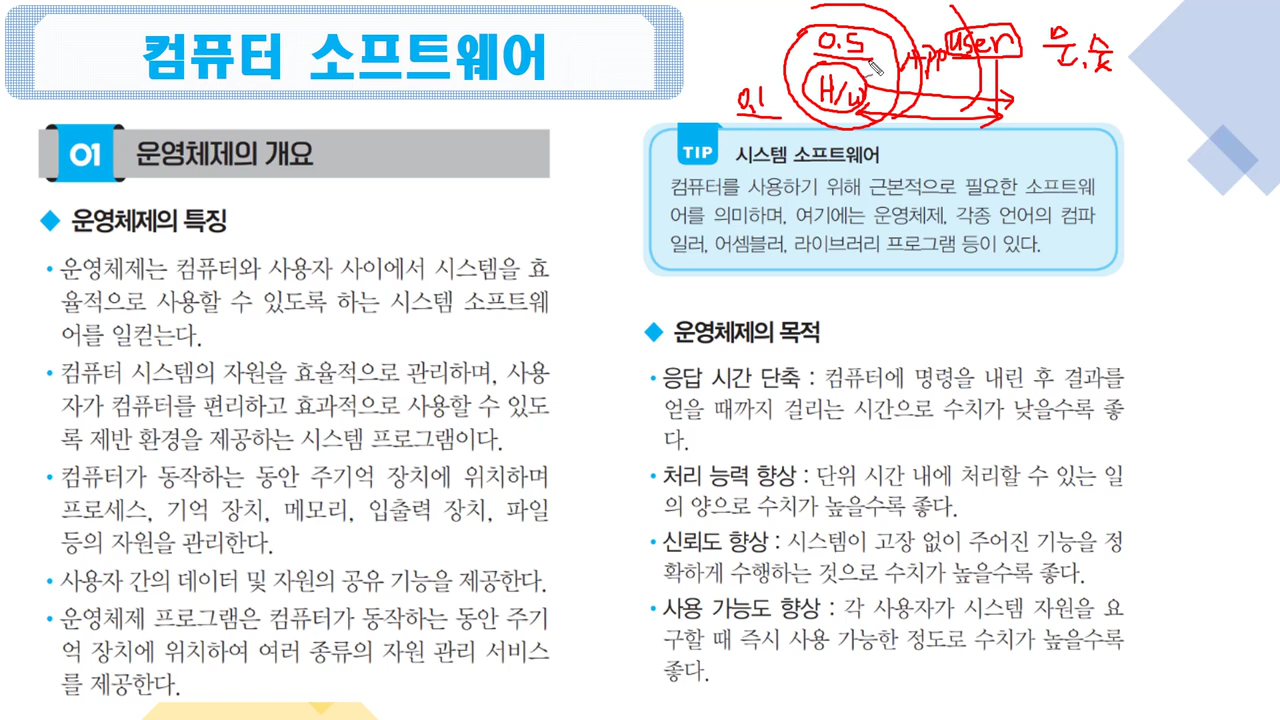 컴퓨터 소프트웨어
01 운영체제의 개요
운영체제의 특징
• 운영체제는 컴퓨터와 사용자 사이에서 시스템을 효
율적으로 사용할 수 있도록 하는 시스템 소프트웨
어를 일컫는다.
• 컴퓨터 시스템의 자원을 효율적으로 관리하며, 사용
자가 컴퓨터를 편리하고 효과적으로 사용할 수 있도
록 제반 환경을 제공하는 시스템 프로그램이다.
• 컴퓨터가 동작하는 동안 주기억 장치에 위치하며
프로세스, 기억 장치, 메모리, 입출력 장치, 파일
등의 자원을 관리한다.
• 사용자 간의 데이터 및 자원의 공유 기능을 제공한다.
• 운영체제 프로그램은 컴퓨터가 동작하는 동안 주기
억 장치에 위치하여 여러 종류의 자원 관리 서비스
를 제공한다.
0.5
H/w
App
user
0.1
TIP 시스템 소프트웨어
컴퓨터를 사용하기 위해 근본적으로 필요한 소프트웨
어를 의미하며, 여기에는 운영체제, 각종 언어의 컴파
일러, 어셈블러, 라이브러리 프로그램 등이 있다.
운영체제의 목적
• 응답 시간 단축 : 컴퓨터에 명령을 내린 후 결과를
얻을 때까지 걸리는 시간으로 수치가 낮을수록 좋
다.
• 처리 능력 향상 : 단위 시간 내에 처리할 수 있는 일
의 양으로 수치가 높을수록 좋다.
• 신뢰도 향상 : 시스템이 고장 없이 주어진 기능을 정
확하게 수행하는 것으로 수치가 높을수록 좋다.
• 사용 가능도 향상 : 각 사용자가 시스템 자원을 요
구할 때 즉시 사용 가능한 정도로 수치가 높을수록
좋다.